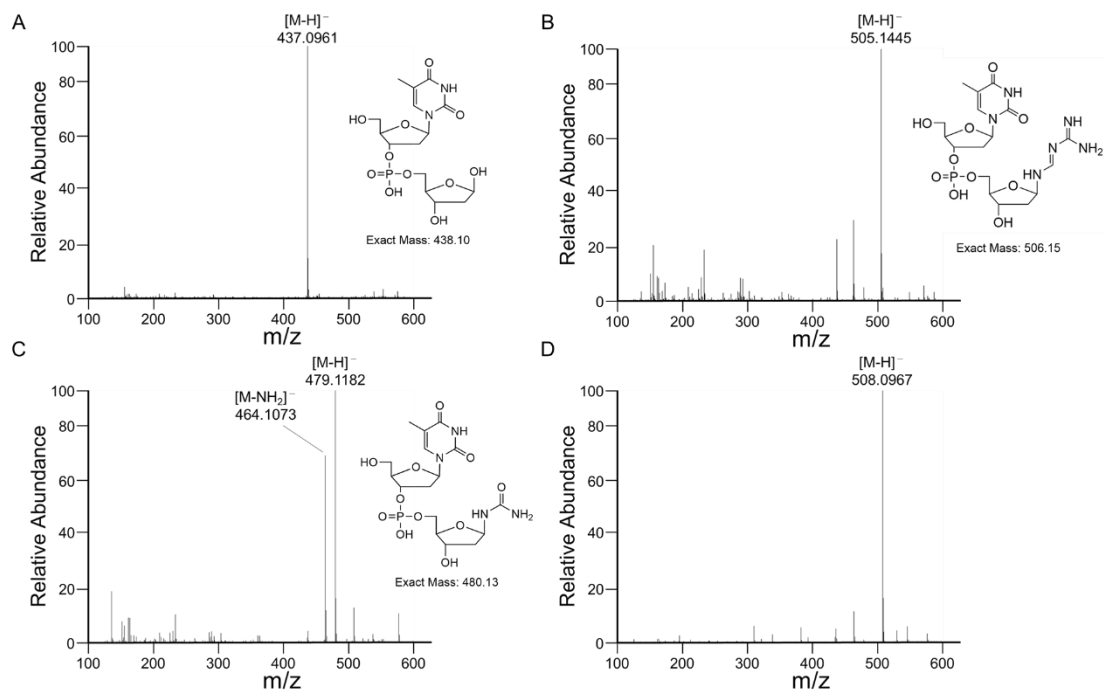 A
[M-H]⁻
437.0961
Relative Abundance
100
80
60
40
20
0
100 200 300 400 500 600
m/z
O
NH
N
O
HO
O
O
O=P-O
OH
O
OH
OH
Exact Mass: 438.10
B
[M-H]⁻
505.1445
Relative Abundance
100
80
60
40
20
0
100 200 300 400 500 600
m/z
O
NH
N
O
HO
O
NH
N
NH₂
O
HN
O=P-O
OH
O
OH
Exact Mass: 506.15
C
[M-H]⁻
479.1182
[M-NH₂]⁻
464.1073
Relative Abundance
100
80
60
40
20
0
100 200 300 400 500 600
m/z
O
NH
N
O
HO
O
O
O
HN
NH₂
O=P-O
OH
O
HO
Exact Mass: 480.13
D
[M-H]⁻
508.0967
Relative Abundance
100
80
60
40
20
0
100 200 300 400 500 600
m/z